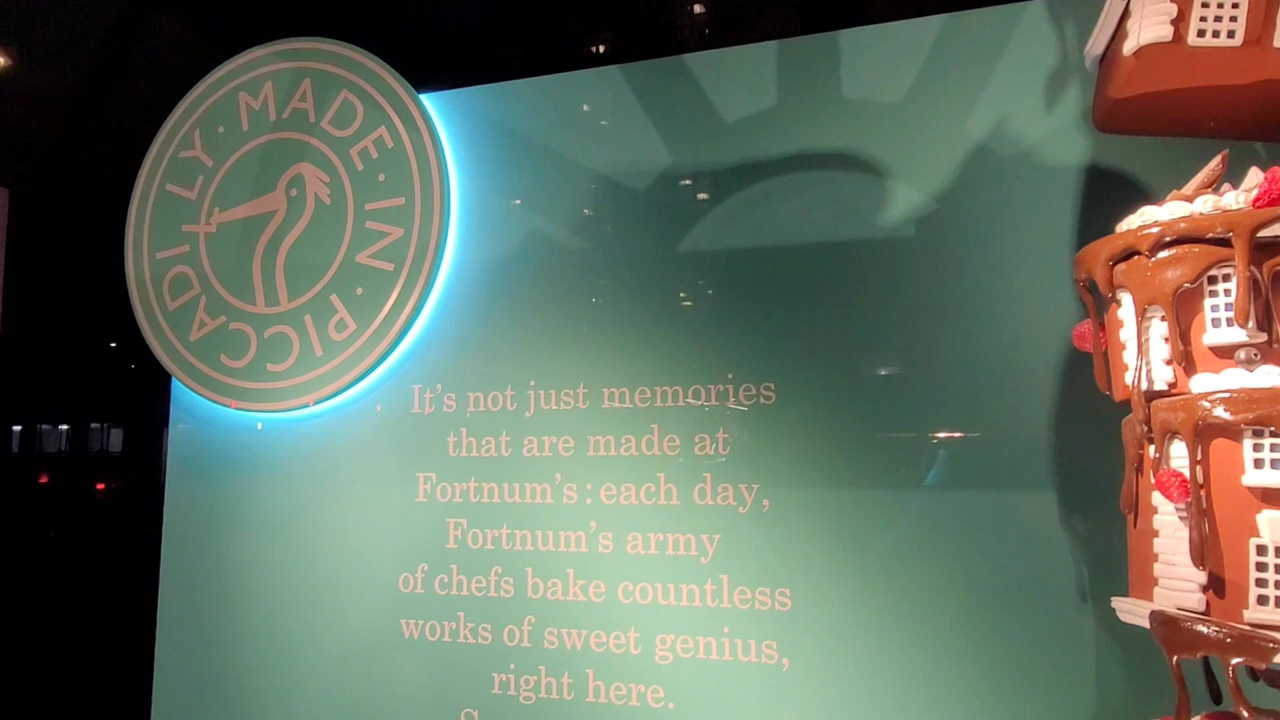 MADE · IN · PICCADILLY ·
It's not just memories
that are made at
Fortnum's : each day,
Fortnum's army
of chefs bake countless
works of sweet genius,
right here.